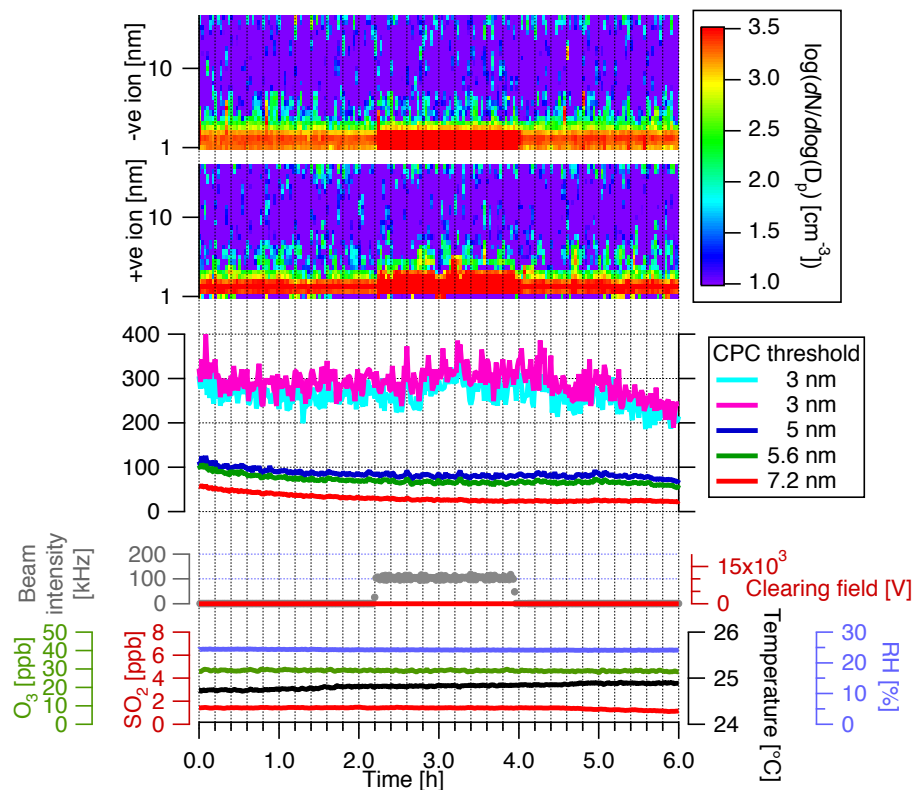 -ve ion [nm]
10
1
+ve ion [nm]
10
1
3.5
3.0
2.5
2.0
1.5
1.0
log(dN/dlog(Dp) [cm-3])
400
300
200
100
0
CPC threshold
3 nm
3 nm
5 nm
5.6 nm
7.2 nm
Beam
intensity
[kHz]
200
100
0
15x10³
0
Clearing field [V]
O3 [ppb]
50
40
30
20
10
0
SO2 [ppb]
8
6
4
2
0
26
25
24
Temperature [°C]
30
20
10
0
RH [%]
0.0 1.0 2.0 3.0 4.0 5.0 6.0
Time [h]